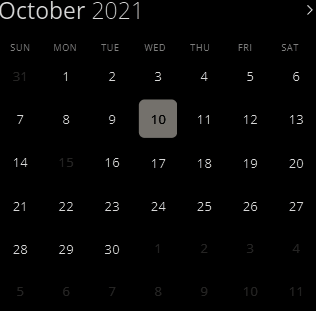 October 2021
SUN MON TUE WED THU FRI SAT
31 1 2 3 4 5 6
7 8 9 10 11 12 13
14 15 16 17 18 19 20
21 22 23 24 25 26 27
28 29 30 1 2 3 4
5 6 7 8 9 10 11